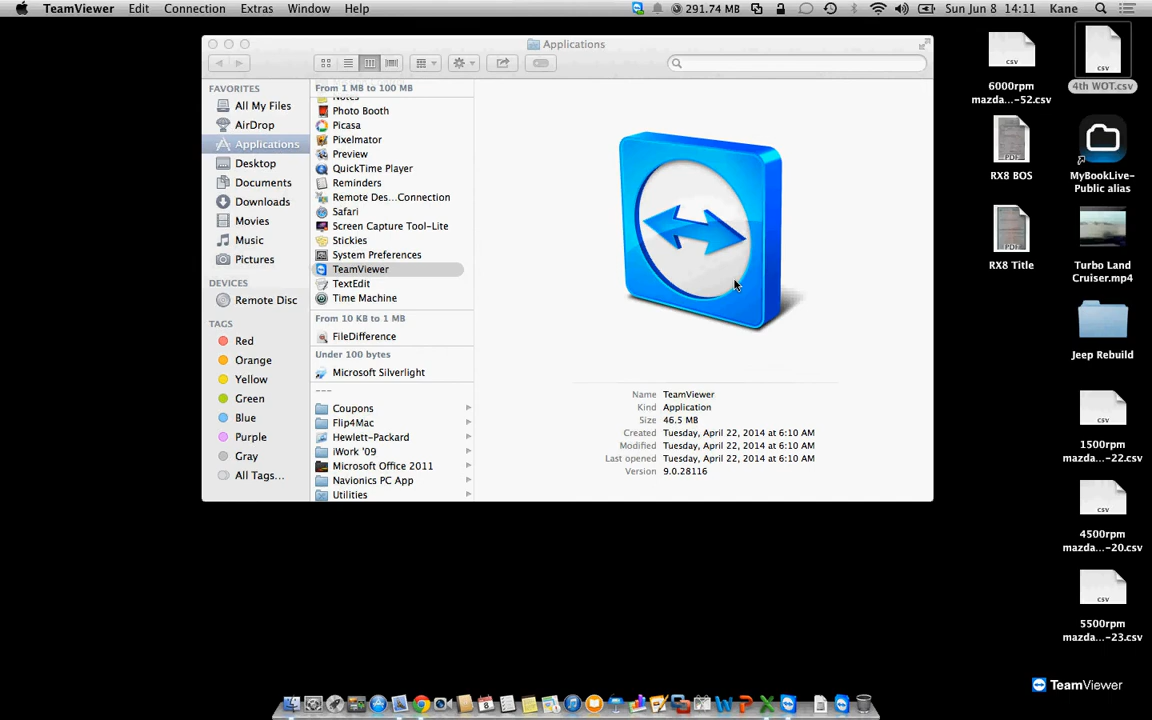 TeamViewer Edit Connection Extras Window Help 291.74 MB Sun Jun 8 14:11 Kane
Applications
FAVORITES
All My Files
AirDrop
Applications
Desktop
Documents
Downloads
Movies
Music
Pictures
DEVICES
Remote Disc
TAGS
Red
Orange
Yellow
Green
Blue
Purple
Gray
All Tags...
From 1 MB to 100 MB
Notes
Photo Booth
Picasa
Pixelmator
Preview
QuickTime Player
Reminders
Remote Des...Connection
Safari
Screen Capture Tool-Lite
Stickies
System Preferences
TeamViewer
TextEdit
Time Machine
From 10 KB to 1 MB
FileDifference
Under 100 bytes
Microsoft Silverlight
---
Coupons
Flip4Mac
Hewlett-Packard
iWork '09
Microsoft Office 2011
Navionics PC App
Utilities
Name TeamViewer
Kind Application
Size 46.5 MB
Created Tuesday, April 22, 2014 at 6:10 AM
Modified Tuesday, April 22, 2014 at 6:10 AM
Last opened Tuesday, April 22, 2014 at 6:10 AM
Version 9.0.28116
csv
6000rpm
mazda...-52.csv
csv
4th WOT.csv
PDF
RX8 BOS
MyBookLive-
Public alias
PDF
RX8 Title
Turbo Land
Cruiser.mp4
Jeep Rebuild
csv
1500rpm
mazda...-22.csv
csv
4500rpm
mazda...-20.csv
csv
5500rpm
mazda...-23.csv
TeamViewer